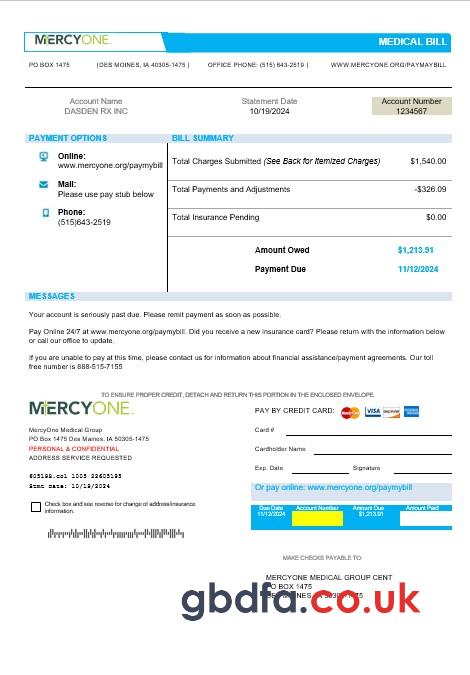 MERCYONE.
MEDICAL BILL
PO BOX 1475 |DES MOINES, IA 40305-1475 | OFFICE PHONE: (515) 643-2519 | WWW.MERCYONE.ORG/PAYMAYBILL
Account Name Statement Date Account Number
DASDEN RX INC 10/19/2024 1234567
PAYMENT OPTIONS
Online:
www.mercyone.org/paymybill
Mail:
Please use pay stub below
Phone:
(515)643-2519
BILL SUMMARY
Total Charges Submitted (See Back for Itemized Charges) $1,540.00
Total Payments and Adjustments -$326.09
Total Insurance Pending $0.00
Amount Owed $1,213.91
Payment Due 11/12/2024
MESSAGES
Your account is seriously past due. Please remit payment as soon as possible.
Pay Online 24/7 at www.mercyone.org/paymybill. Did you receive a new insurance card? Please return with the information below
or call our office to update.
If you are unable to pay at this time, please contact us for information about financial assistance/payment agreements. Our toll
free number is 888-515-7155
TO ENSURE PROPER CREDIT, DETACH AND RETURN THIS PORTION IN THE ENCLOSED ENVELOPE.
MERCYONE.
MercyOne Medical Group
PO Box 1475 Des Maines, IA 50305-1475
PERSONAL & CONFIDENTIAL
ADDRESS SERVICE REQUESTED
Stmt date: 10/19/2024
Check box and see reverse for change of address/insurance
information.
PAY BY CREDIT CARD: VISA
Card #
Cardholder Name
Exp. Date Signature
Or pay online: www.mercyone.org/paymybill
Due Date Account Number Amount Due Amount Paid
11/12/2024 $1,213.91
MAKE CHECKS PAYABLE TO:
MERCYONE MEDICAL GROUP CENT
PO BOX 1475
gbdfa.co.uk